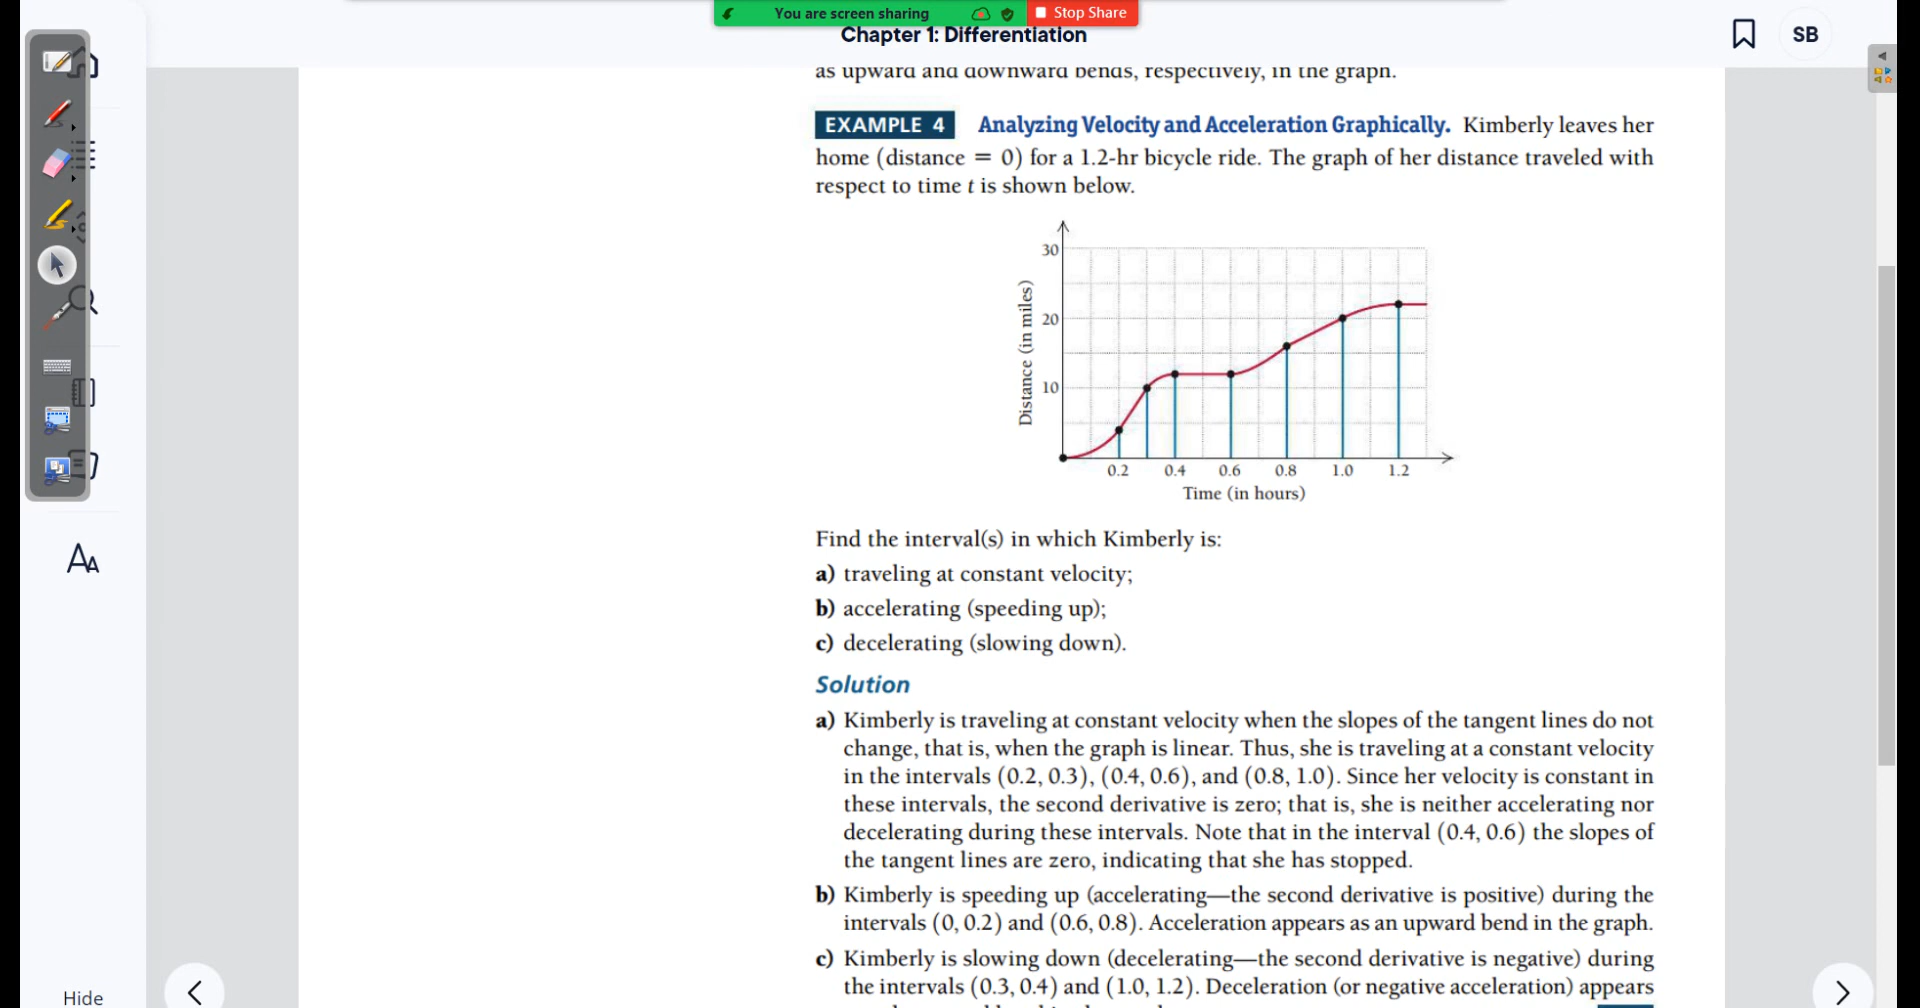 You are screen sharing
Stop Share
Chapter 1: Differentiation
SB
as upward and downward bends, respectively, in the graph.
EXAMPLE 4 Analyzing Velocity and Acceleration Graphically. Kimberly leaves her
home (distance = 0) for a 1.2-hr bicycle ride. The graph of her distance traveled with
respect to time t is shown below.
30
20
10
Distance (in miles)
0.2 0.4 0.6 0.8 1.0 1.2
Time (in hours)
Find the interval(s) in which Kimberly is:
a) traveling at constant velocity;
b) accelerating (speeding up);
c) decelerating (slowing down).
Solution
a) Kimberly is traveling at constant velocity when the slopes of the tangent lines do not
change, that is, when the graph is linear. Thus, she is traveling at a constant velocity
in the intervals (0.2, 0.3), (0.4, 0.6), and (0.8, 1.0). Since her velocity is constant in
these intervals, the second derivative is zero; that is, she is neither accelerating nor
decelerating during these intervals. Note that in the interval (0.4, 0.6) the slopes of
the tangent lines are zero, indicating that she has stopped.
b) Kimberly is speeding up (accelerating—the second derivative is positive) during the
intervals (0, 0.2) and (0.6, 0.8). Acceleration appears as an upward bend in the graph.
c) Kimberly is slowing down (decelerating—the second derivative is negative) during
the intervals (0.3, 0.4) and (1.0, 1.2). Deceleration (or negative acceleration) appears
AA
Hide